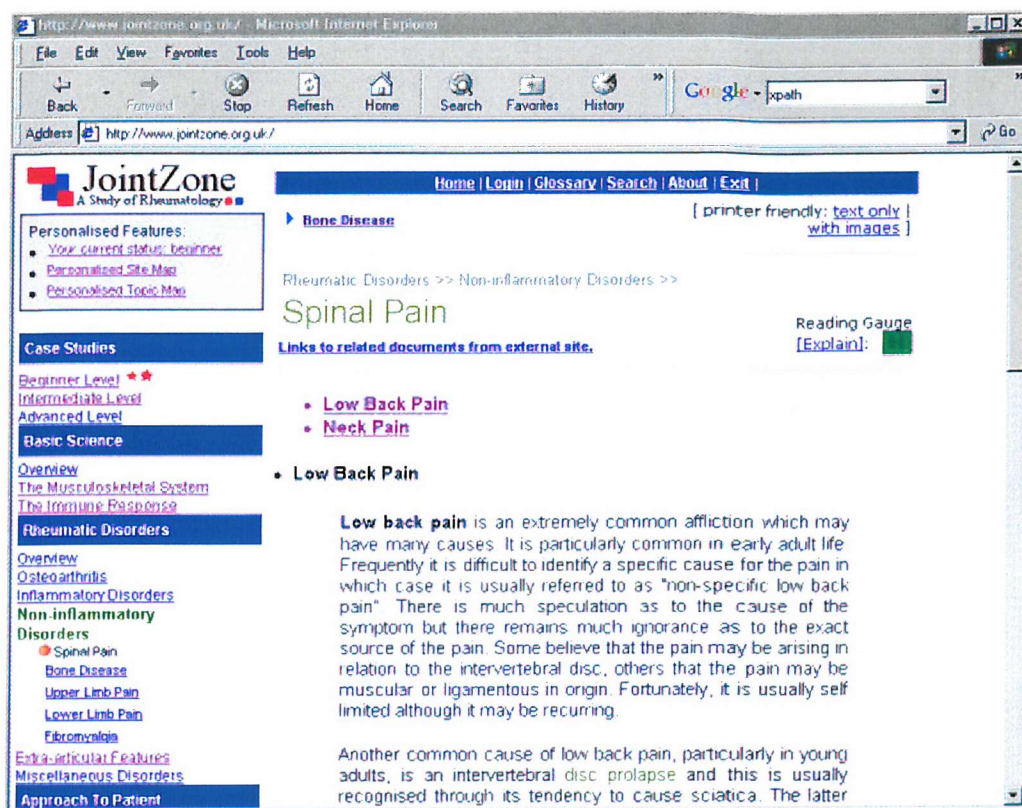 http://www.jointzone.org.uk/ - Microsoft Internet Explorer
File Edit View Favorites Tools Help
Back Forward Stop Refresh Home Search Favorites History » Google xpath »
Address http://www.jointzone.org.uk/ Go
JointZone
A Study of Rheumatology
Home | Login | Glossary | Search | About | Exit |
Bone Disease
[ printer friendly: text only |
with images ]
Personalised Features:
• Your current status: beginner
• Personalised Site Map
• Personalised Topic Map
Rheumatic Disorders >> Non-inflammatory Disorders >>
Spinal Pain
Links to related documents from external site.
Reading Gauge
[Explain]:
Case Studies
Beginner Level
Intermediate Level
Advanced Level
Basic Science
Overview
The Musculoskeletal System
The Immune Response
Rheumatic Disorders
Overview
Osteoarthritis
Inflammatory Disorders
Non-inflammatory
Disorders
Spinal Pain
Bone Disease
Upper Limb Pain
Lower Limb Pain
Fibromyalgia
Extra-articular Features
Miscellaneous Disorders
Approach To Patient
• Low Back Pain
• Neck Pain
• Low Back Pain
Low back pain is an extremely common affliction which may
have many causes. It is particularly common in early adult life.
Frequently it is difficult to identify a specific cause for the pain in
which case it is usually referred to as "non-specific low back
pain". There is much speculation as to the cause of the
symptom but there remains much ignorance as to the exact
source of the pain. Some believe that the pain may be arising in
relation to the intervertebral disc, others that the pain may be
muscular or ligamentous in origin. Fortunately, it is usually self
limited although it may be recurring.
Another common cause of low back pain, particularly in young
adults, is an intervertebral disc prolapse and this is usually
recognised through its tendency to cause sciatica. The latter